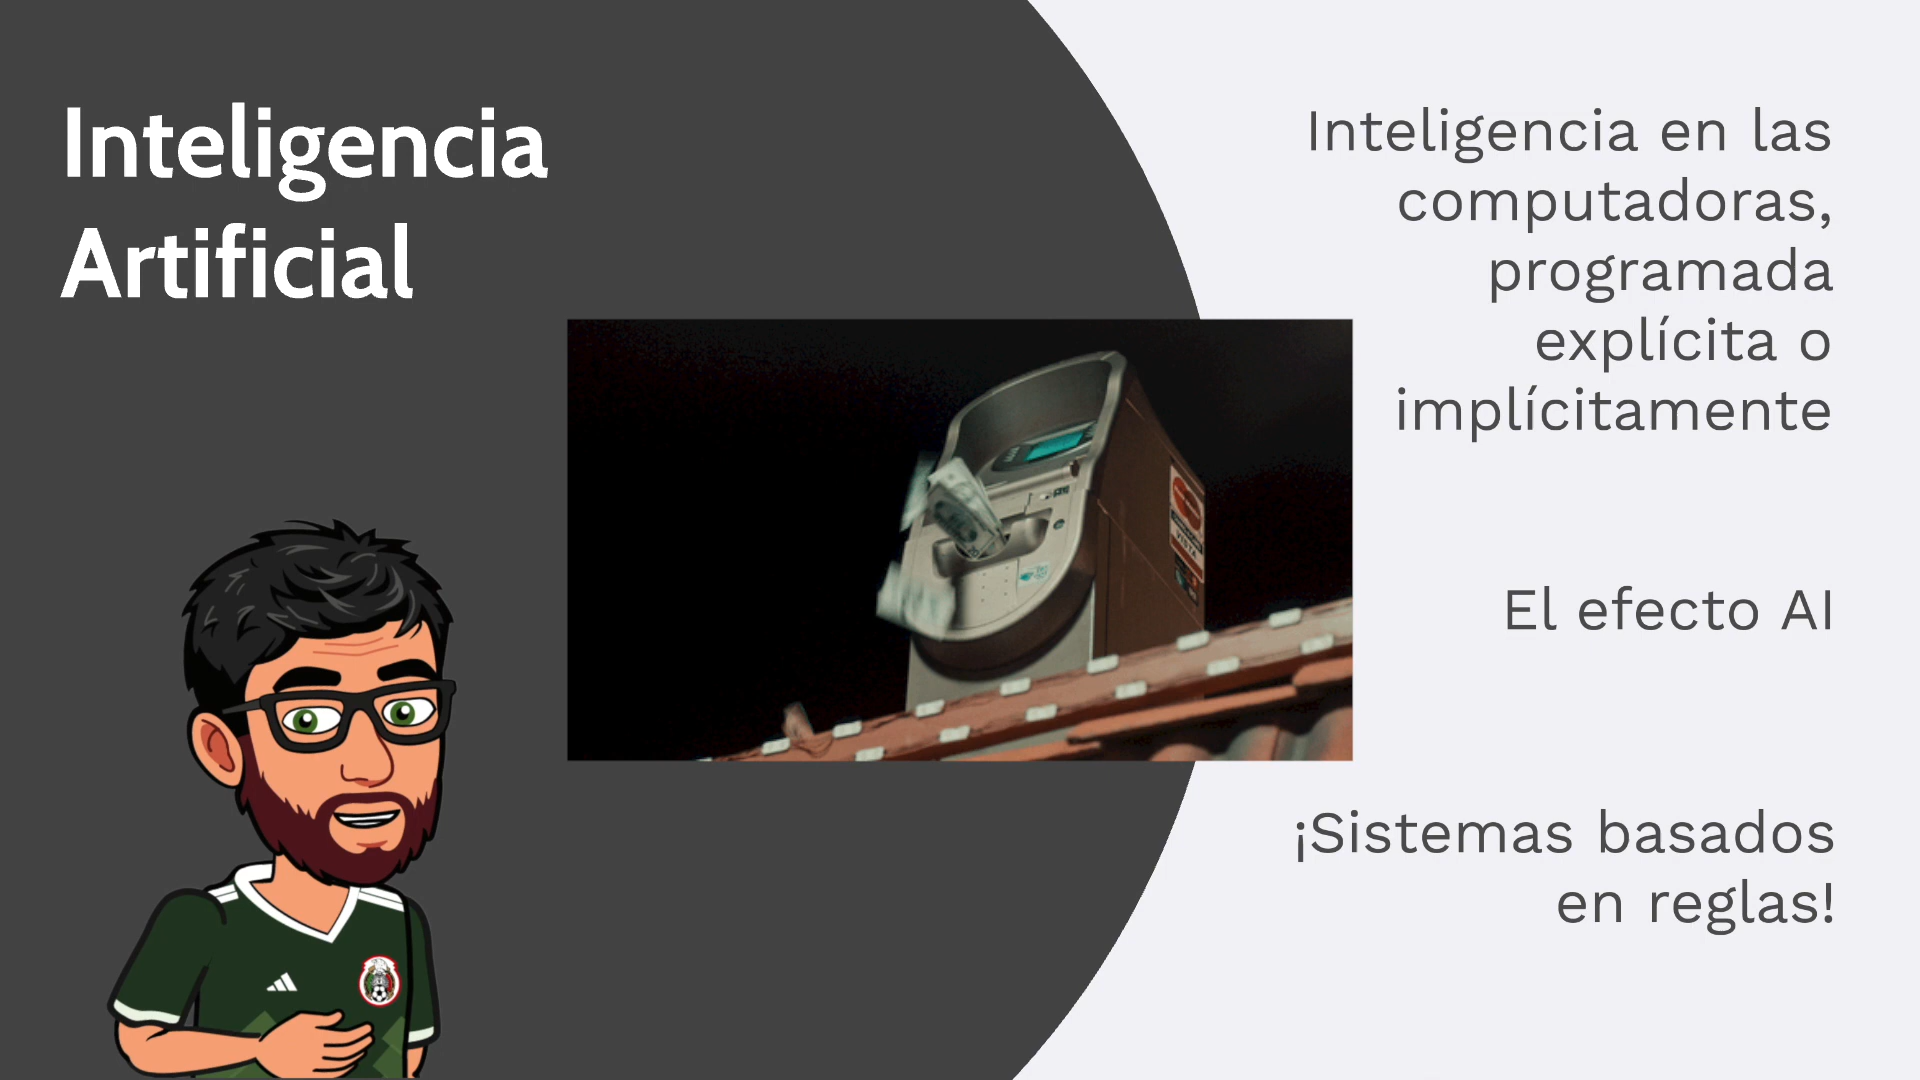 Inteligencia
Artificial
Inteligencia en las
computadoras,
programada
explícita o
implícitamente
El efecto AI
¡Sistemas basados
en reglas!